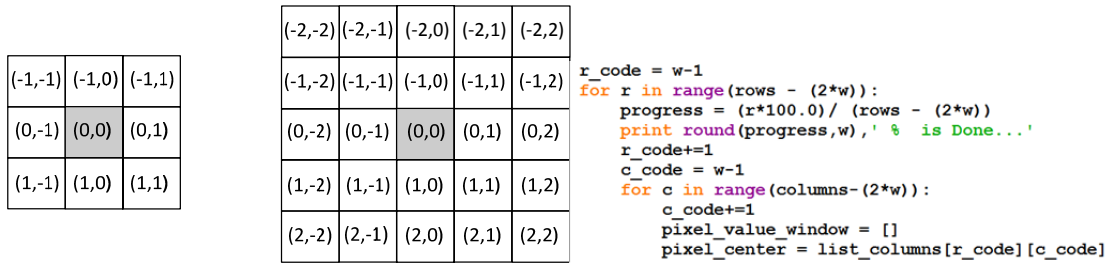 (-1,-1) (-1,0) (-1,1)
(0,-1) (0,0) (0,1)
(1,-1) (1,0) (1,1)
(-2,-2) (-2,-1) (-2,0) (-2,1) (-2,2)
(-1,-2) (-1,-1) (-1,0) (-1,1) (-1,2)
(0,-2) (0,-1) (0,0) (0,1) (0,2)
(1,-2) (1,-1) (1,0) (1,1) (1,2)
(2,-2) (2,-1) (2,0) (2,1) (2,2)
r_code = w-1
for r in range(rows - (2*w)):
    progress = (r*100.0)/ (rows - (2*w))
    print round(progress,w),' %  is Done...'
    r_code+=1
    c_code = w-1
    for c in range(columns-(2*w)):
        c_code+=1
        pixel_value_window = []
        pixel_center = list_columns[r_code][c_code]